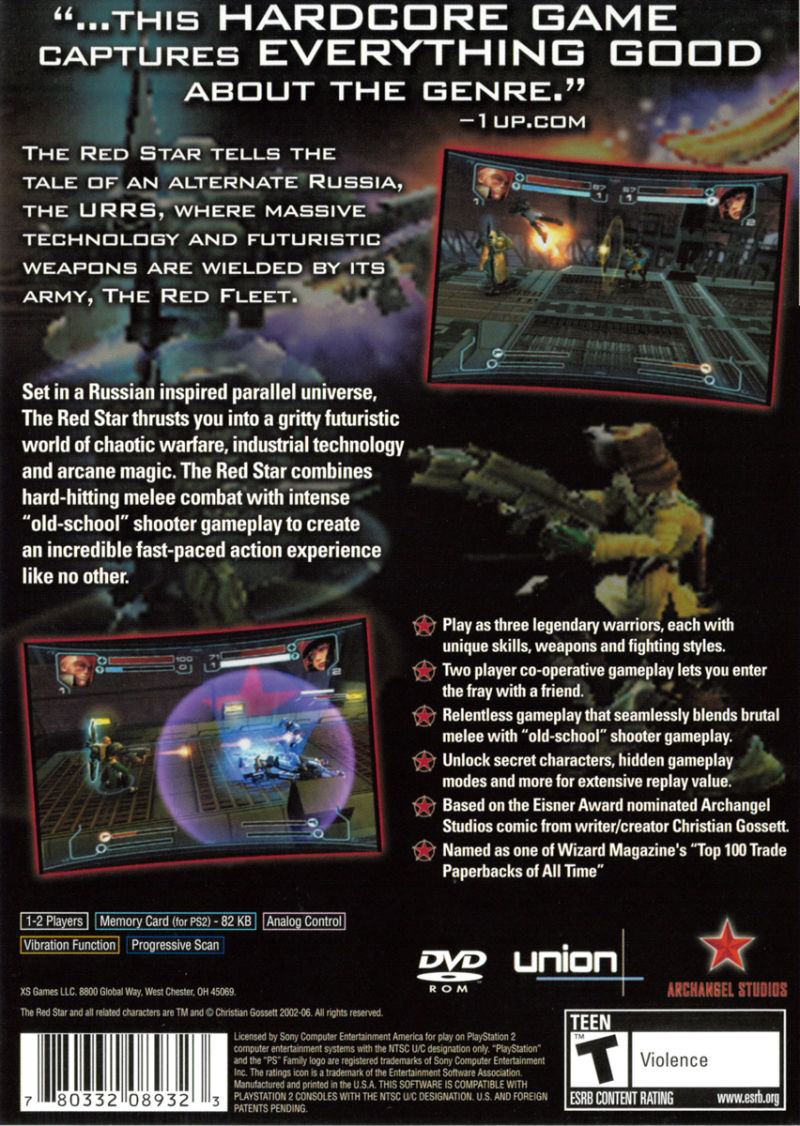 “...THIS HARDCORE GAME
CAPTURES EVERYTHING GOOD
ABOUT THE GENRE.”
–1UP.COM
THE RED STAR TELLS THE
TALE OF AN ALTERNATE RUSSIA,
THE URRS, WHERE MASSIVE
TECHNOLOGY AND FUTURISTIC
WEAPONS ARE WIELDED BY ITS
ARMY, THE RED FLEET.
87
1
57
1
1
2
Set in a Russian inspired parallel universe,
The Red Star thrusts you into a gritty futuristic
world of chaotic warfare, industrial technology
and arcane magic. The Red Star combines
hard-hitting melee combat with intense
“old-school” shooter gameplay to create
an incredible fast-paced action experience
like no other.
100
0
71
1
1
2
Play as three legendary warriors, each with
unique skills, weapons and fighting styles.
Two player co-operative gameplay lets you enter
the fray with a friend.
Relentless gameplay that seamlessly blends brutal
melee with “old-school” shooter gameplay.
Unlock secret characters, hidden gameplay
modes and more for extensive replay value.
Based on the Eisner Award nominated Archangel
Studios comic from writer/creator Christian Gossett.
Named as one of Wizard Magazine's “Top 100 Trade
Paperbacks of All Time”
1-2 Players Memory Card (for PS2) - 82 KB Analog Control
Vibration Function Progressive Scan
DVD
ROM
union
ARCHANGEL STUDIOS
XS Games LLC. 8800 Global Way, West Chester, OH 45069.
The Red Star and all related characters are TM and © Christian Gossett 2002-06. All rights reserved.
7 80332 08932 3
Licensed by Sony Computer Entertainment America for play on PlayStation 2
computer entertainment systems with the NTSC U/C designation only. “PlayStation”
and the “PS” Family logo are registered trademarks of Sony Computer Entertainment
Inc. The ratings icon is a trademark of the Entertainment Software Association.
Manufactured and printed in the U.S.A. THIS SOFTWARE IS COMPATIBLE WITH
PLAYSTATION 2 CONSOLES WITH THE NTSC U/C DESIGNATION. U.S. AND FOREIGN
PATENTS PENDING.
TEEN
TM
T
Violence
ESRB CONTENT RATING www.esrb.org